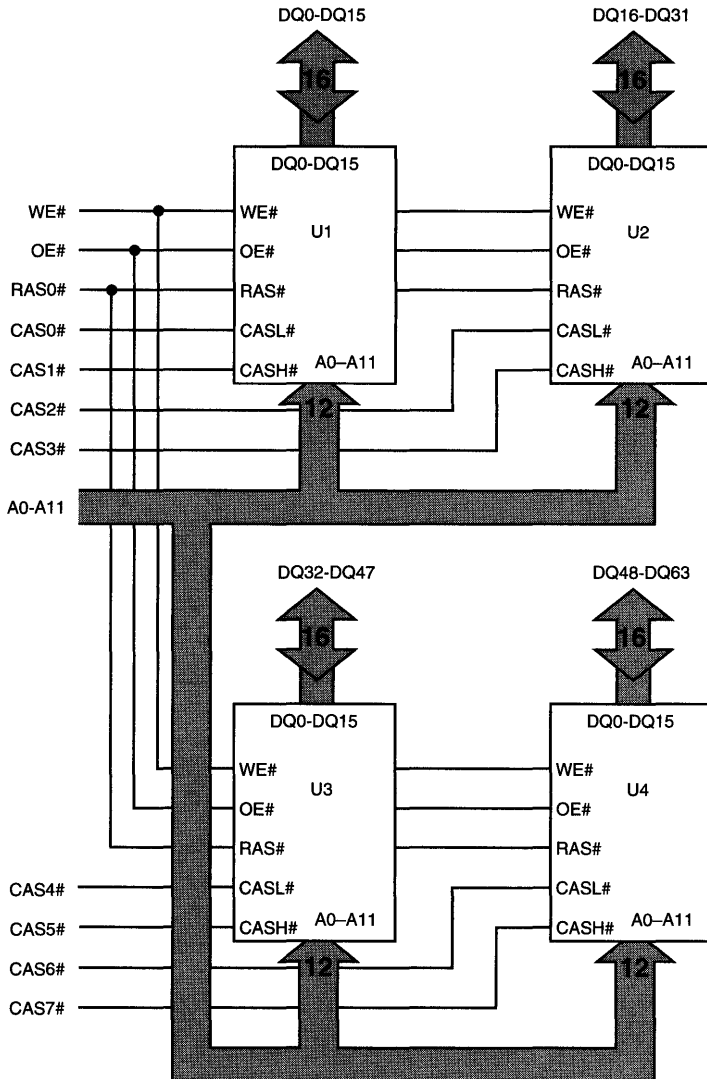 DQ0-DQ15 DQ16-DQ31
16 16
DQ0-DQ15 DQ0-DQ15
WE# WE# WE#
U1 U2
OE# OE# OE#
RAS0# RAS# RAS#
CAS0# CASL# CASL#
CAS1# CASH# A0–A11 CASH# A0–A11
CAS2# 12 12
CAS3#
A0-A11
DQ32-DQ47 DQ48-DQ63
16 16
DQ0-DQ15 DQ0-DQ15
WE# WE#
U3 U4
OE# OE#
RAS# RAS#
CAS4# CASL# CASL#
CAS5# CASH# A0–A11 CASH# A0–A11
CAS6# 12 12
CAS7#